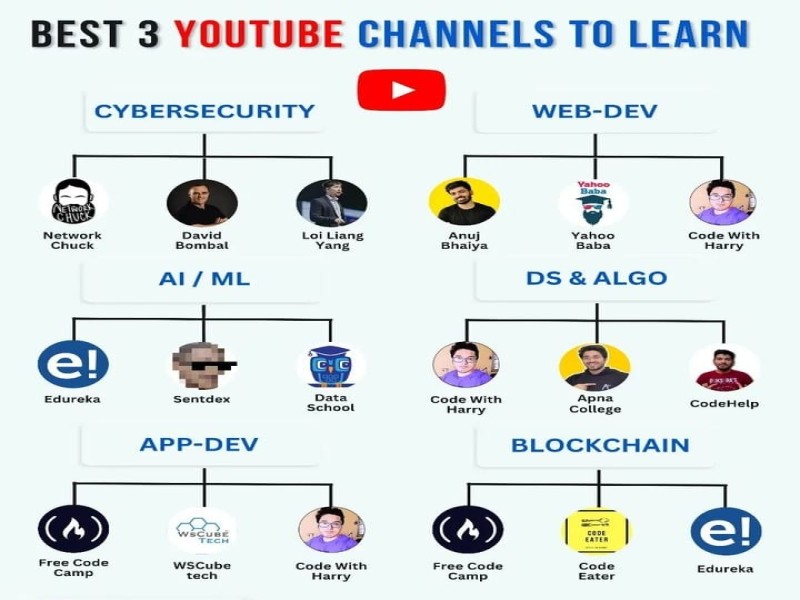 BEST 3 YOUTUBE CHANNELS TO LEARN
CYBERSECURITY
NETWORK
CHUCK
Network
Chuck
David
Bombal
Loi Liang
Yang
WEB-DEV
Anuj
Bhaiya
Yahoo
Baba
Yahoo
Baba
Code With
Harry
AI / ML
e!
Edureka
Sentdex
Data
School
DS & ALGO
Code With
Harry
Apna
College
CodeHelp
APP-DEV
Free Code
Camp
WSCUBE
TECH
WSCube
tech
Code With
Harry
BLOCKCHAIN
Free Code
Camp
CODE
EATER
Code
Eater
e!
Edureka